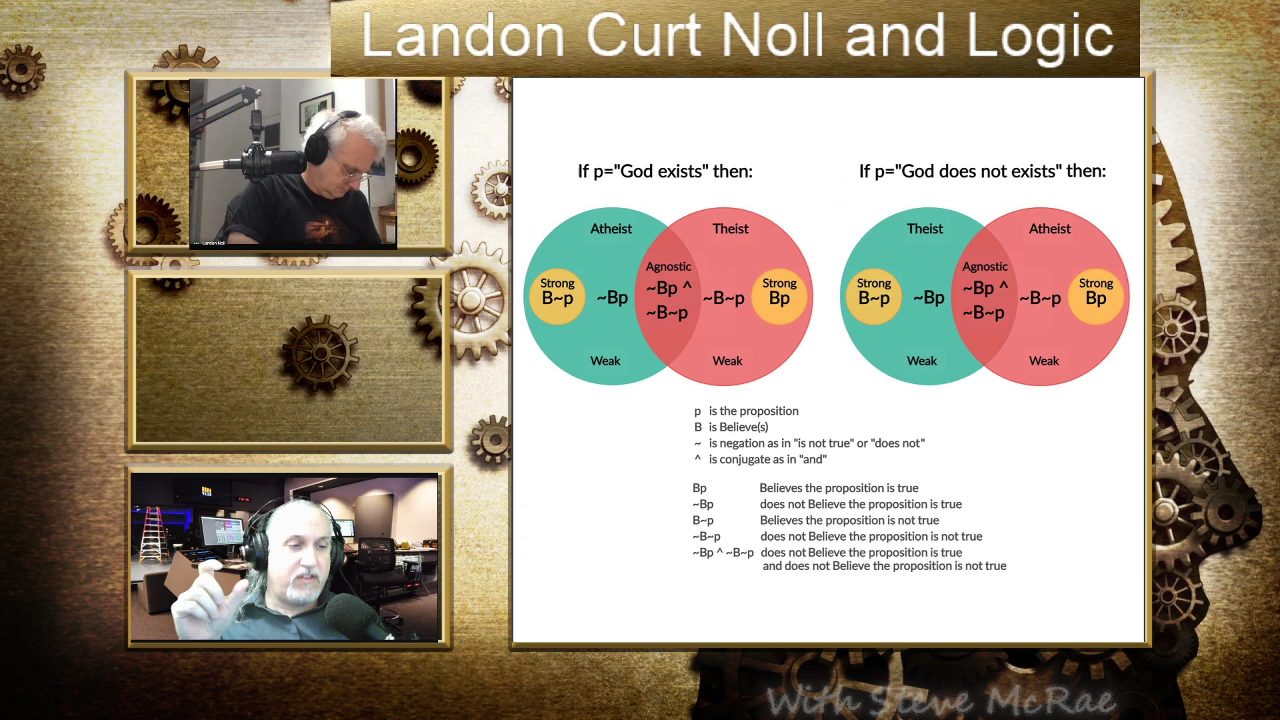 Landon Curt Noll and Logic
Landon Noll
If p="God exists" then:
Atheist
Theist
Agnostic
Strong
B~p
~Bp
~Bp ^
~B~p
~B~p
Strong
Bp
Weak
Weak
If p="God does not exists" then:
Theist
Atheist
Agnostic
Strong
B~p
~Bp
~Bp ^
~B~p
~B~p
Strong
Bp
Weak
Weak
p is the proposition
B is Believe(s)
~ is negation as in "is not true" or "does not"
^ is conjugate as in "and"
Bp Believes the proposition is true
~Bp does not Believe the proposition is true
B~p Believes the proposition is not true
~B~p does not Believe the proposition is not true
~Bp ^ ~B~p does not Believe the proposition is true
and does not Believe the proposition is not true
With Steve McRae